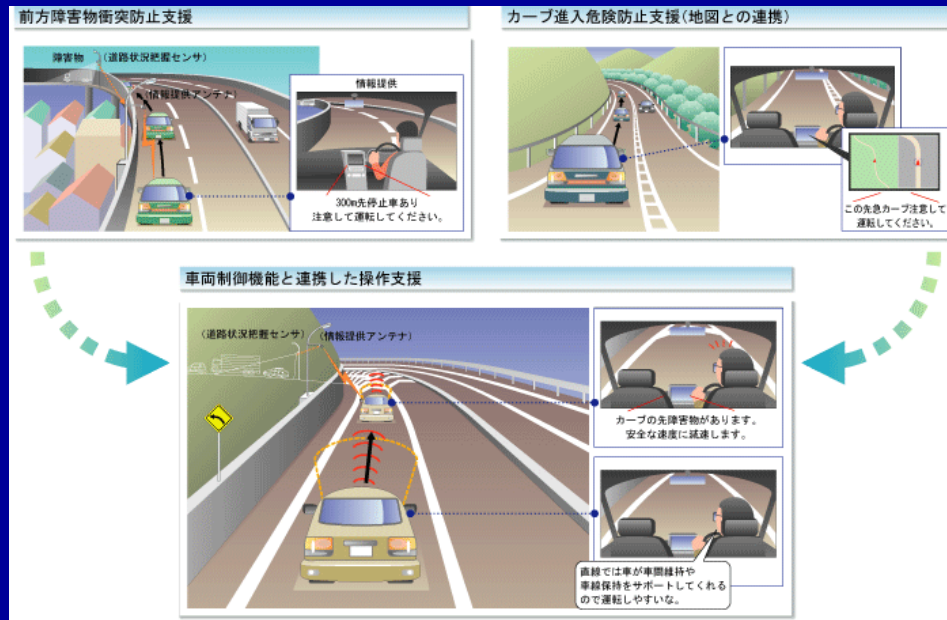 前方障害物衝突防止支援
障害物
(道路状況把握センサ)
(情報提供アンテナ)
情報提供
300m先停止車あり
注意して運転してください。
カーブ進入危険防止支援(地図との連携)
この先急カーブ注意して
運転してください。
車両制御機能と連携した操作支援
(道路状況把握センサ)
(情報提供アンテナ)
カーブの先障害物があります。
安全な速度に減速します。
直線では車が車間維持や
車線保持をサポートしてくれる
ので運転しやすいな。